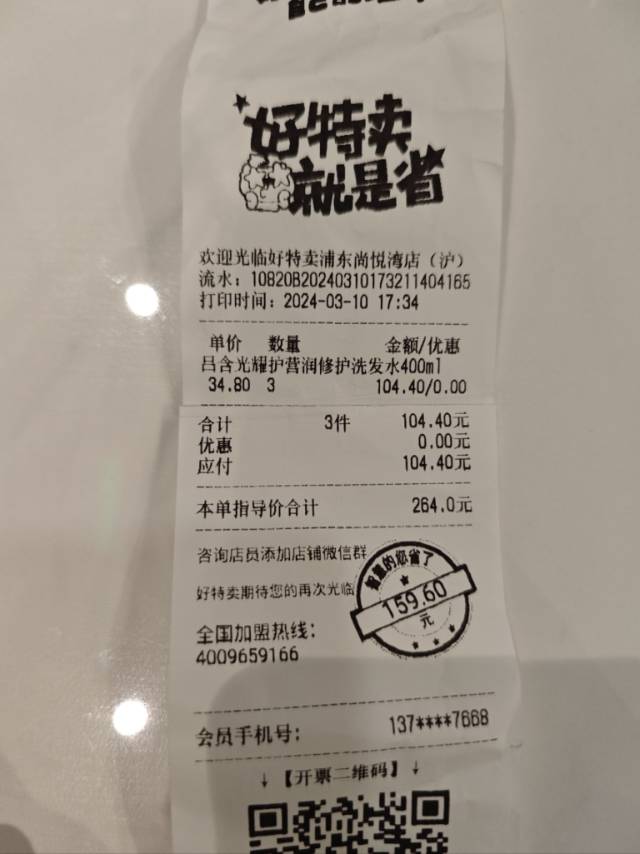 好特卖
就是省
欢迎光临好特卖浦东尚悦湾店（沪）
流水：10820B20240310173211404165
打印时间：2024-03-10 17:34
单价 数量 金额/优惠
吕含光耀护营润修护洗发水400ml
34.80 3 104.40/0.00
合计 3件 104.40元
优惠 0.00元
应付 104.40元
本单指导价合计 264.0元
咨询店员添加店铺微信群
好特卖期待您的再次光临
智慧的您省了
159.60
元
全国加盟热线：
4009659166
会员手机号： 137****7668
↓【开票二维码】↓